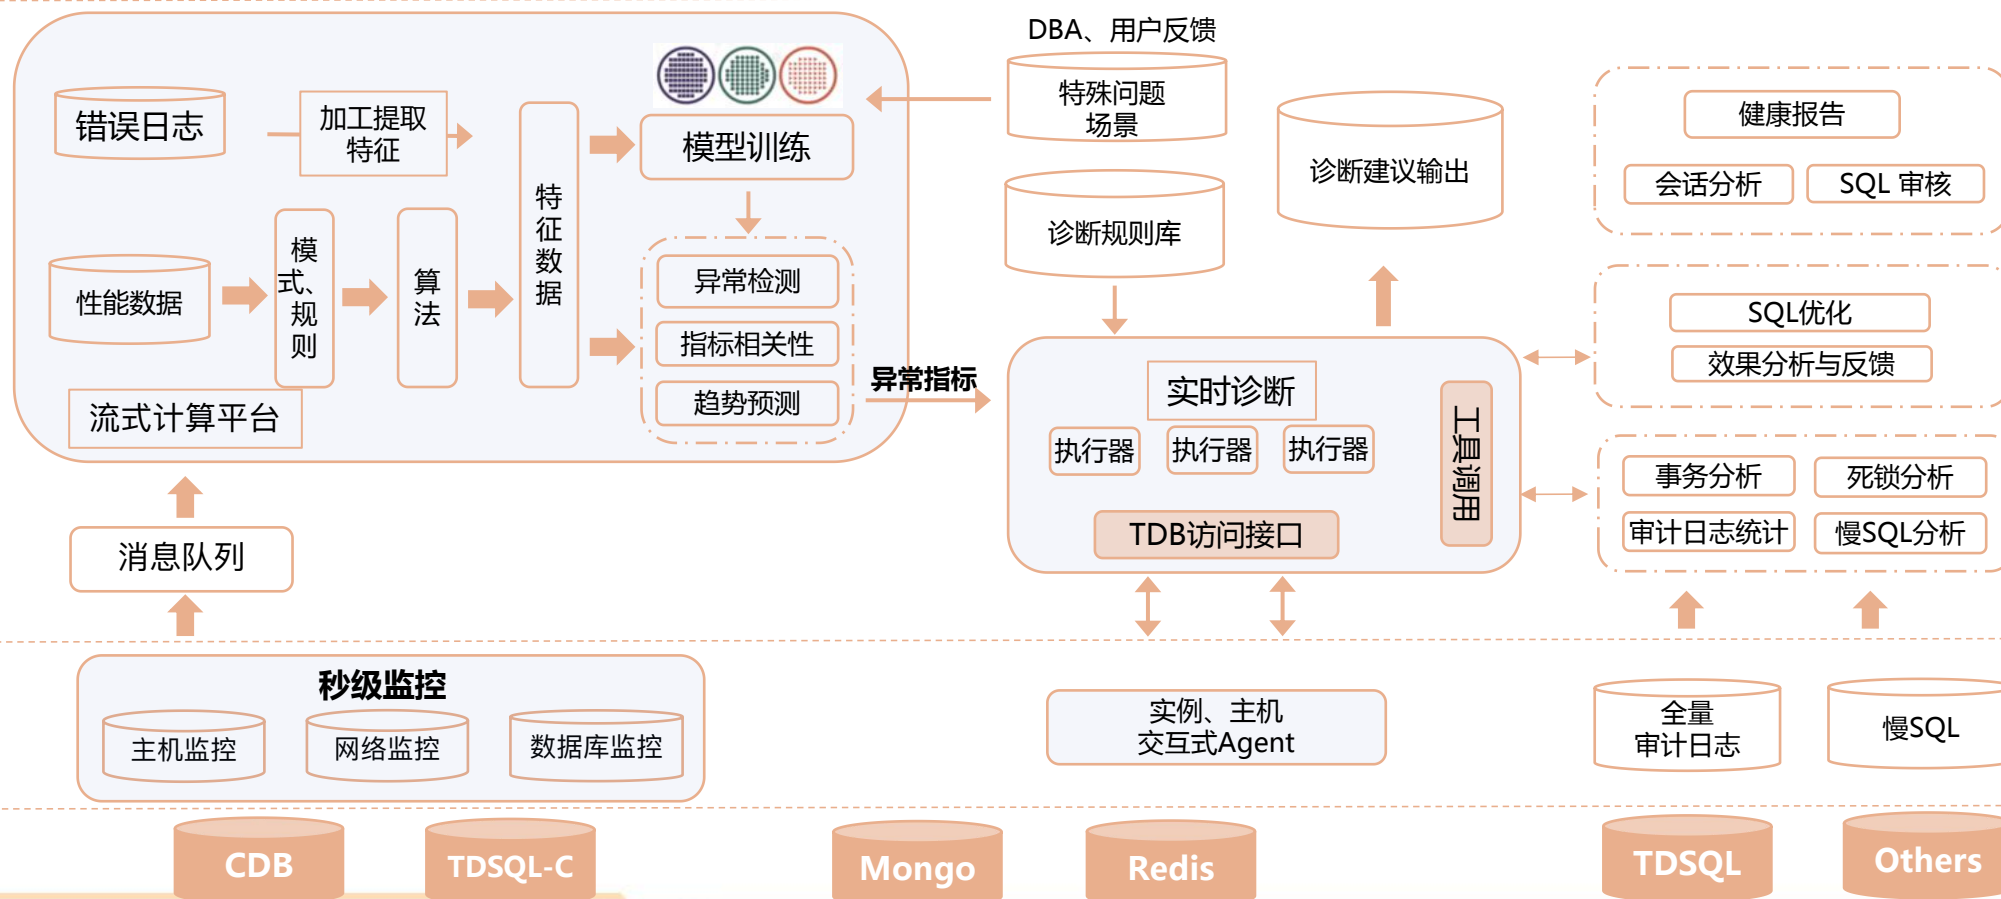 DBA、用户反馈
特殊问题
场景
错误日志
加工提取
特征
模型训练
特征数据
性能数据
模式、规则
算法
异常检测
指标相关性
趋势预测
流式计算平台
异常指标
诊断规则库
诊断建议输出
实时诊断
执行器
执行器
执行器
TDB访问接口
工具调用
健康报告
会话分析
SQL 审核
SQL优化
效果分析与反馈
事务分析
死锁分析
审计日志统计
慢SQL分析
消息队列
秒级监控
主机监控
网络监控
数据库监控
实例、主机
交互式Agent
全量
审计日志
慢SQL
CDB
TDSQL-C
Mongo
Redis
TDSQL
Others